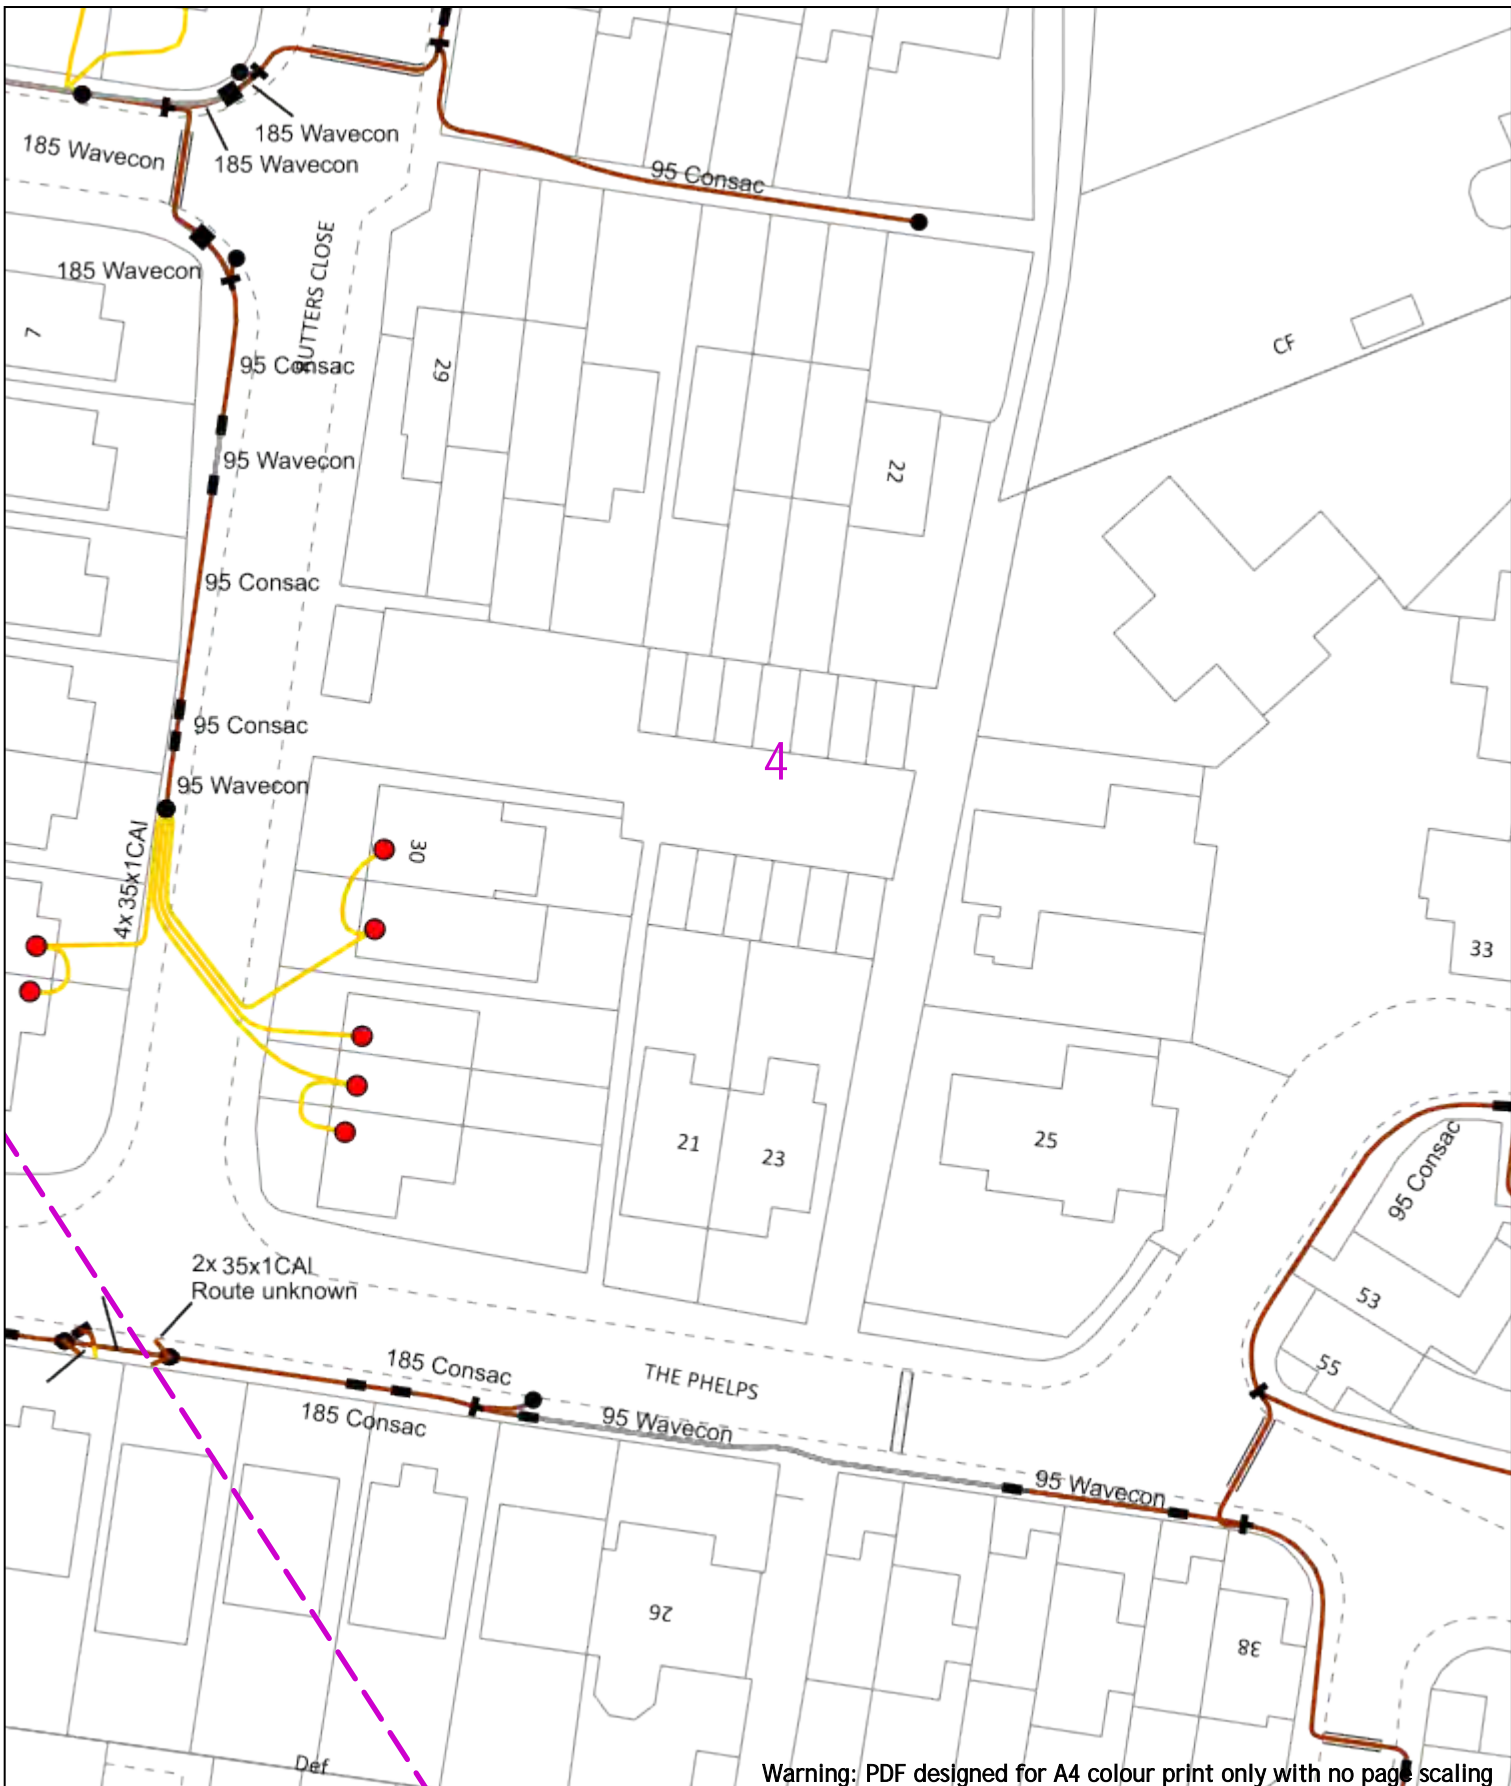 185 Wavecon
185 Wavecon
185 Wavecon
95 Consac
185 Wavecon
RUTTERS CLOSE
7
95 Consac
29
CF
95 Wavecon
22
95 Consac
95 Consac
4
95 Wavecon
4x 35x1CAl
30
33
21
23
25
95 Consac
2x 35x1CAl
Route unknown
53
55
185 Consac
THE PHELPS
185 Consac
95 Wavecon
95 Wavecon
26
38
Def
Warning: PDF designed for A4 colour print only with no page scaling